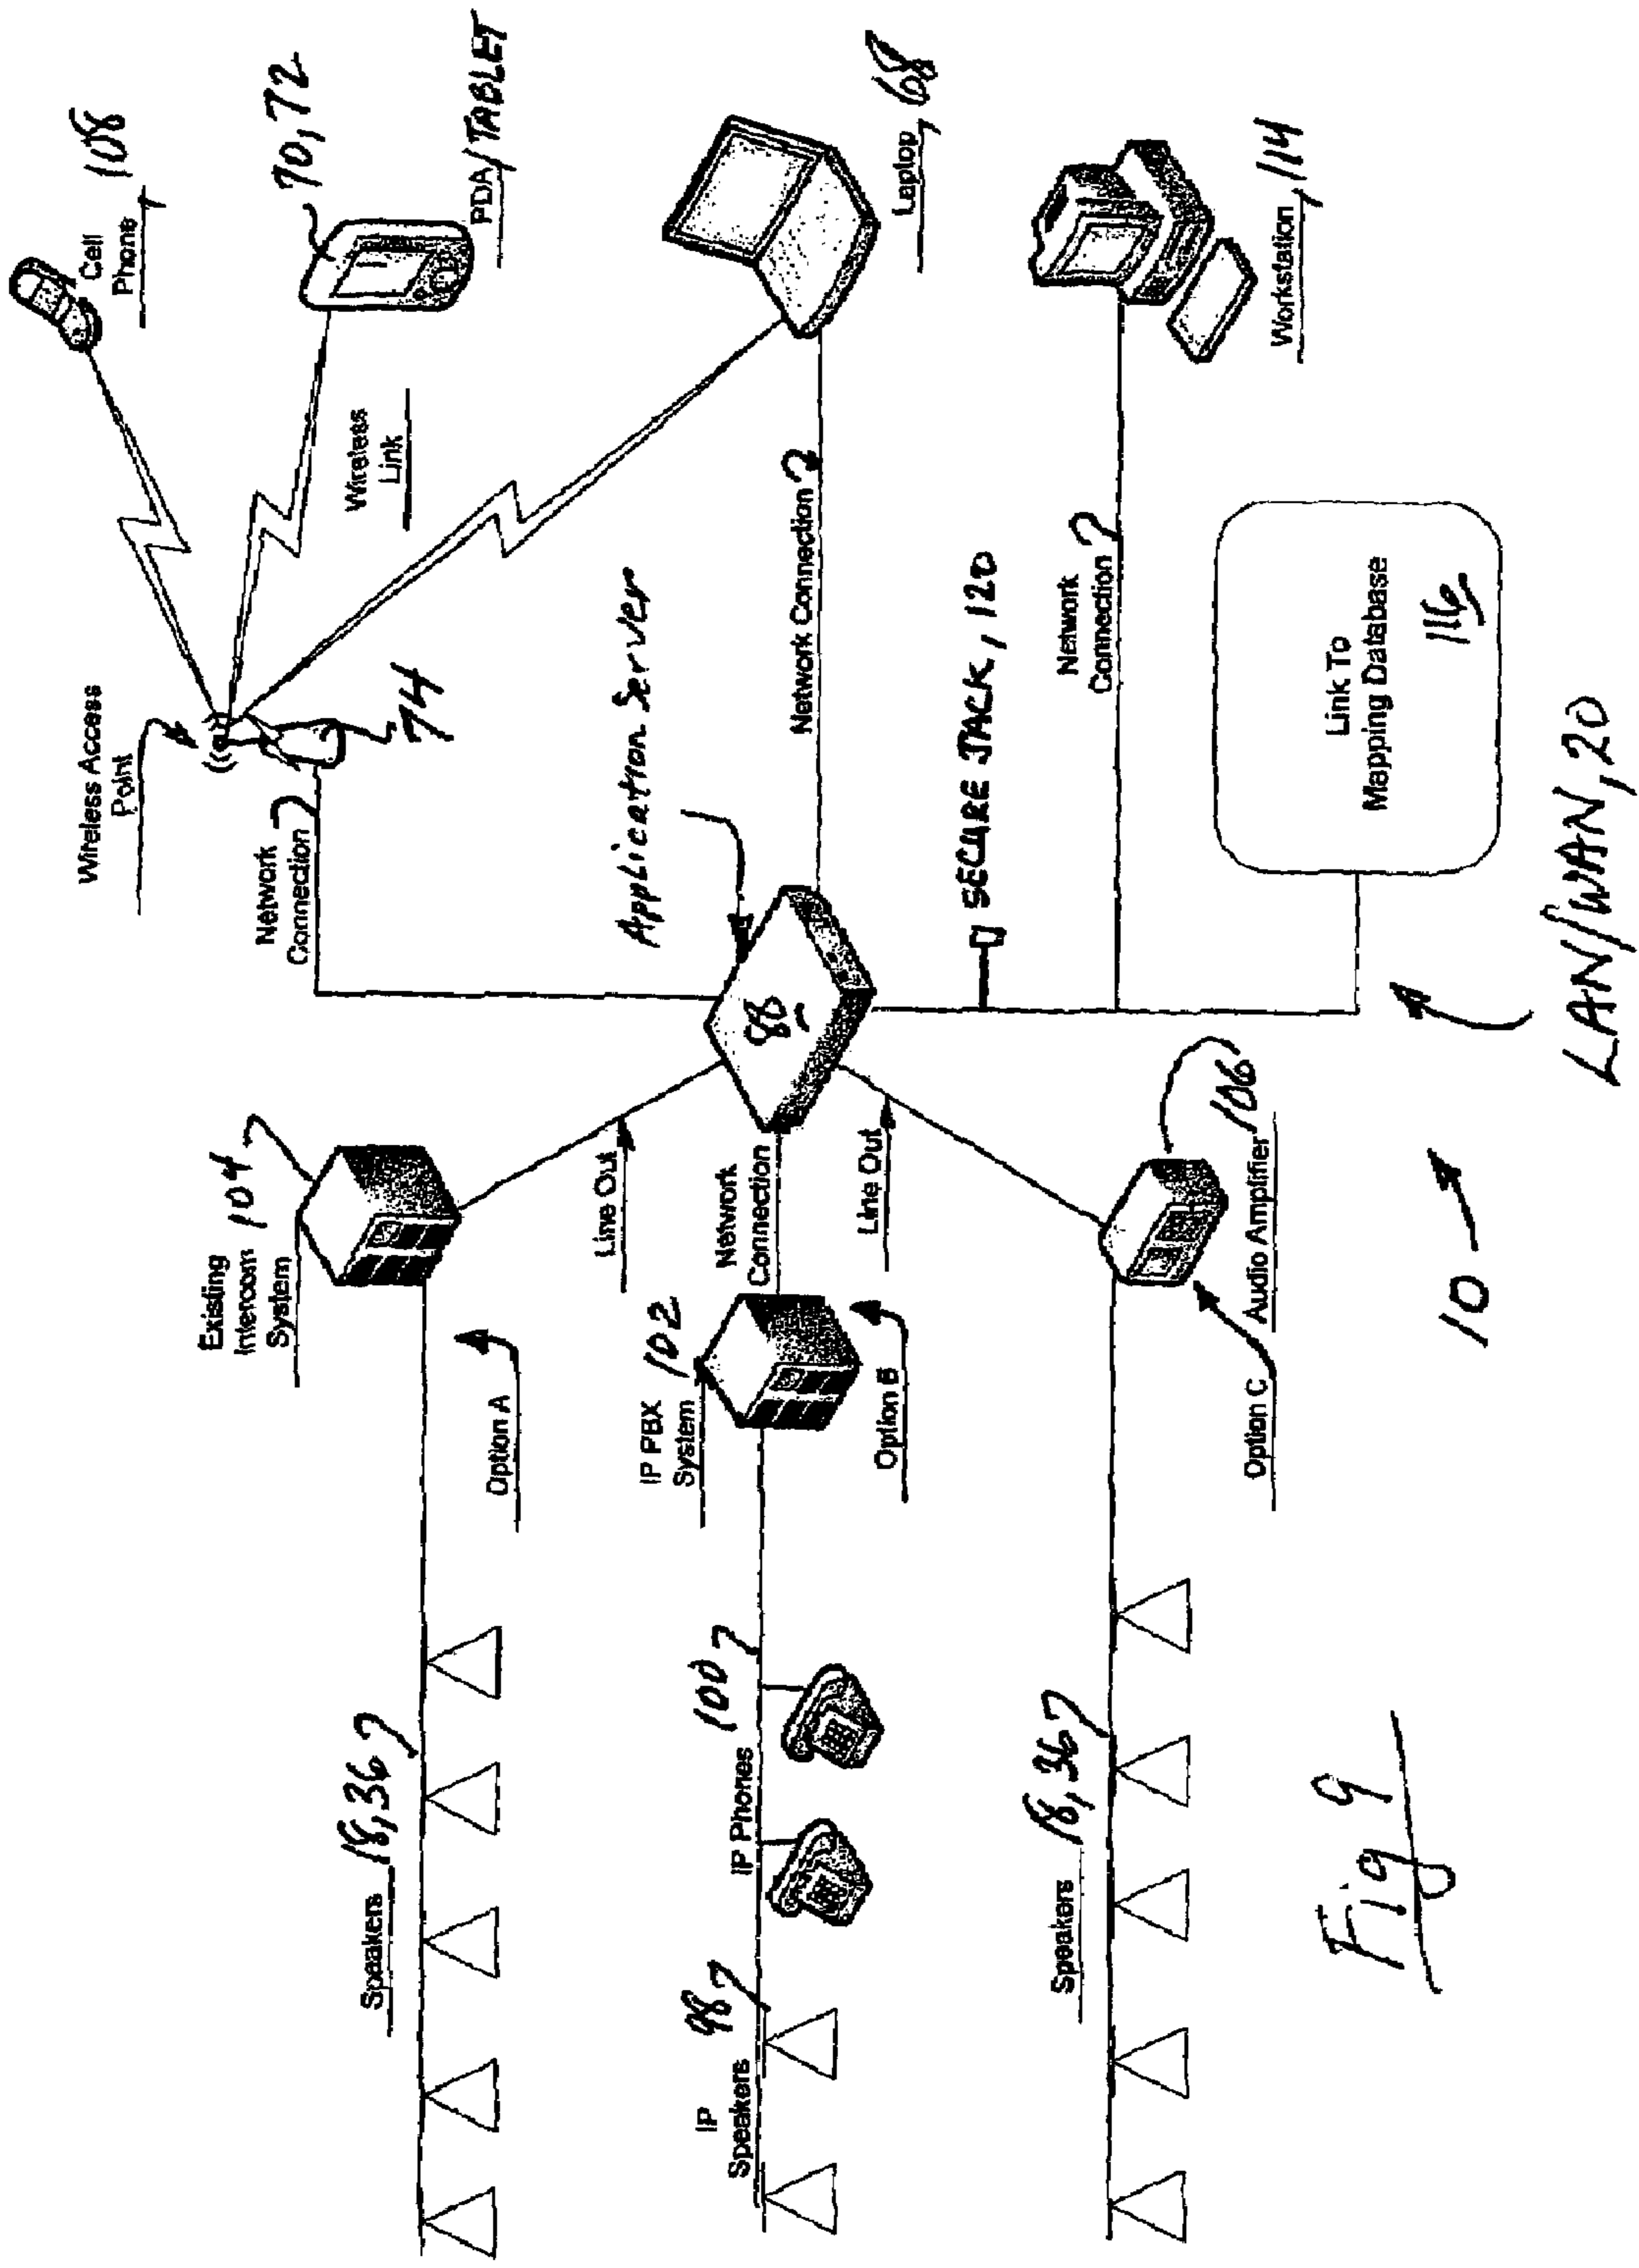 Cell
Phone, 108
70, 72
PDA/TABLET
Wireless
Link
Wireless Access
Point
74
Network
Connection
Application Server
Network Connection
Laptop, 68
SECURE JACK, 120
Network
Connection
Workstation, 114
Link To
Mapping Database
116
LAN/WAN, 20
88
Existing
Intercom 104
System
Line Out
Option A
Speakers 18, 36
Network
Connection
IP PBX 102
System
Option B
IP Phones 100
IP
Speakers 98
Line Out
Audio Amplifier 106
Option C
Speakers 18, 36
10
Fig 9